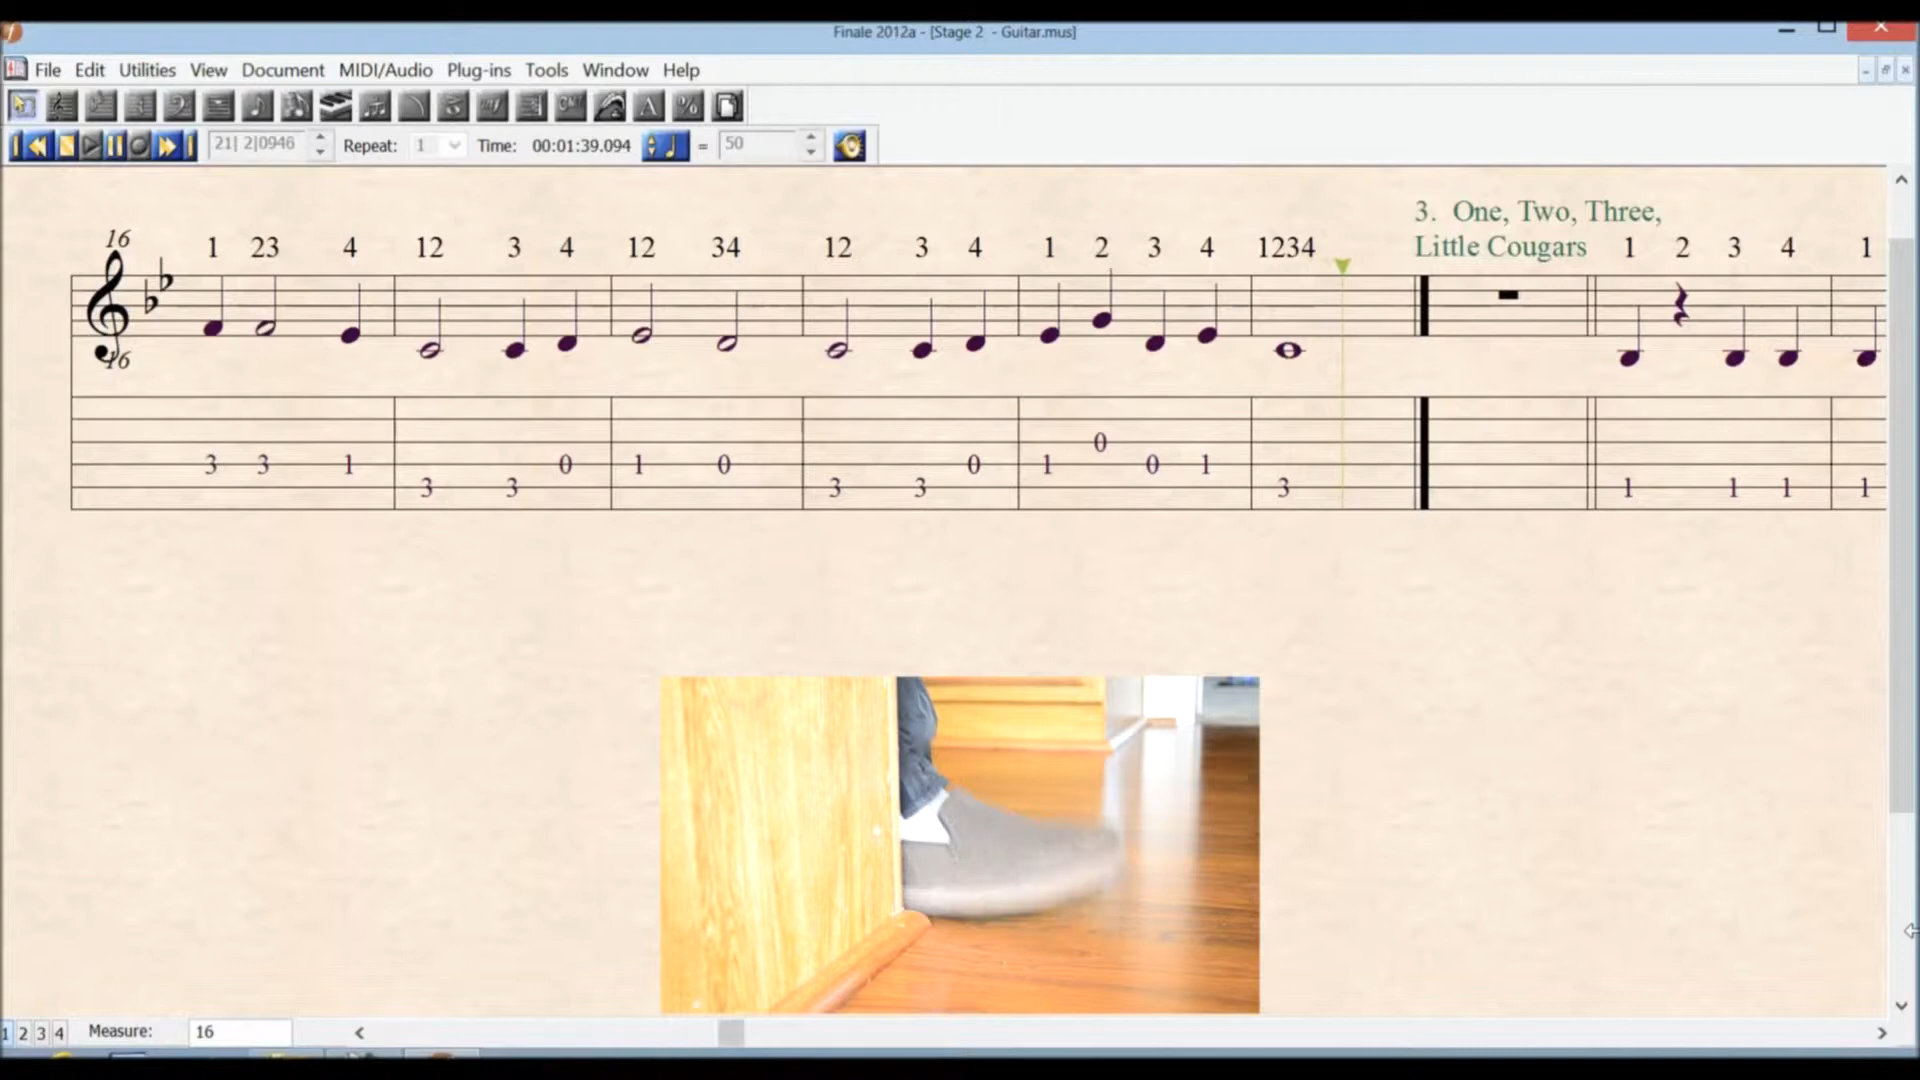 Finale 2012a - [Stage 2 - Guitar.mus]
File Edit Utilities View Document MIDI/Audio Plug-ins Tools Window Help
21| 2|0946 Repeat: 1 Time: 00:01:39.094 = 50
3. One, Two, Three,
Little Cougars
16 1 23 4 12 3 4 12 34 12 3 4 1 2 3 4 1234 1 2 3 4 1
0
3 3 1 0 1 0 0 1 0 1
3 3 3 3 3 1 1 1 1
1 2 3 4 Measure: 16